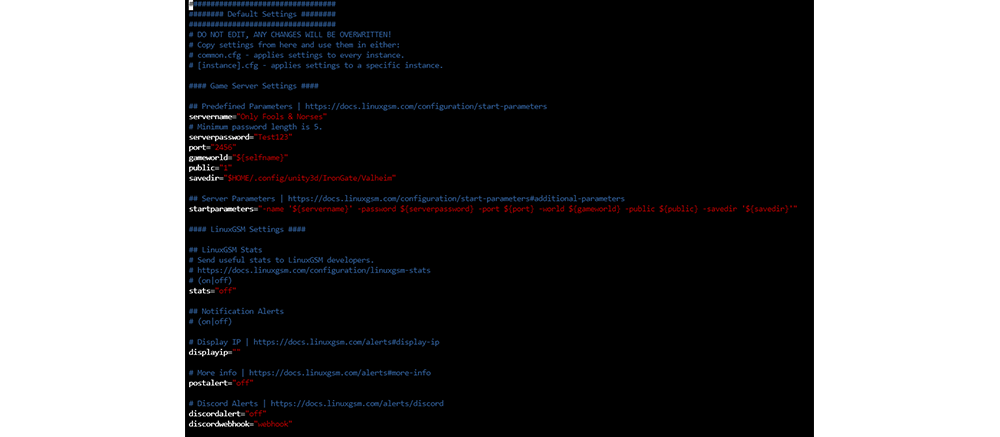 ##################################
######## Default Settings ########
##################################
# DO NOT EDIT, ANY CHANGES WILL BE OVERWRITTEN!
# Copy settings from here and use them in either:
# common.cfg - applies settings to every instance.
# [instance].cfg - applies settings to a specific instance.
#### Game Server Settings ####
## Predefined Parameters | https://docs.linuxgsm.com/configuration/start-parameters
servername="Only Fools & Norses"
# Minimum password length is 5.
serverpassword="Test123"
port="2456"
gameworld="${selfname}"
public="1"
savedir="$HOME/.config/unity3d/IronGate/Valheim"
## Server Parameters | https://docs.linuxgsm.com/configuration/start-parameters#additional-parameters
startparameters="-name '${servername}' -password ${serverpassword} -port ${port} -world ${gameworld} -public ${public} -savedir '${savedir}'"
#### LinuxGSM Settings ####
## LinuxGSM Stats
# Send useful stats to LinuxGSM developers.
# https://docs.linuxgsm.com/configuration/linuxgsm-stats
# (on|off)
stats="off"
## Notification Alerts
# (on|off)
# Display IP | https://docs.linuxgsm.com/alerts#display-ip
displayip=""
# More info | https://docs.linuxgsm.com/alerts#more-info
postalert="off"
# Discord Alerts | https://docs.linuxgsm.com/alerts/discord
discordalert="off"
discordwebhook="webhook"